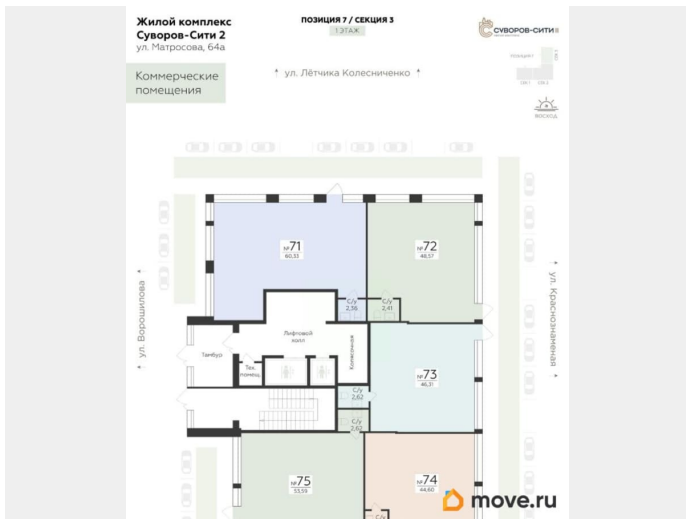 Жилой комплекс
Суворов-Сити 2
ул. Матросова, 64а
ПОЗИЦИЯ 7 / СЕКЦИЯ 3
1 ЭТАЖ
СУВОРОВ-СИТИ
Коммерческие
помещения
ул. Лётчика Колесниченко
ВОСХОД
ул. Ворошилова
ул. Краснознаменная
№71
60,33
№72
48,57
С/у
2,36
С/у
2,41
Лифтовой
холл
Колясочная
Тамбур
Тех.
помещ.
№73
46,31
С/у
2,62
С/у
2,62
№75
53,59
№74
44,60
С/у
move.ru